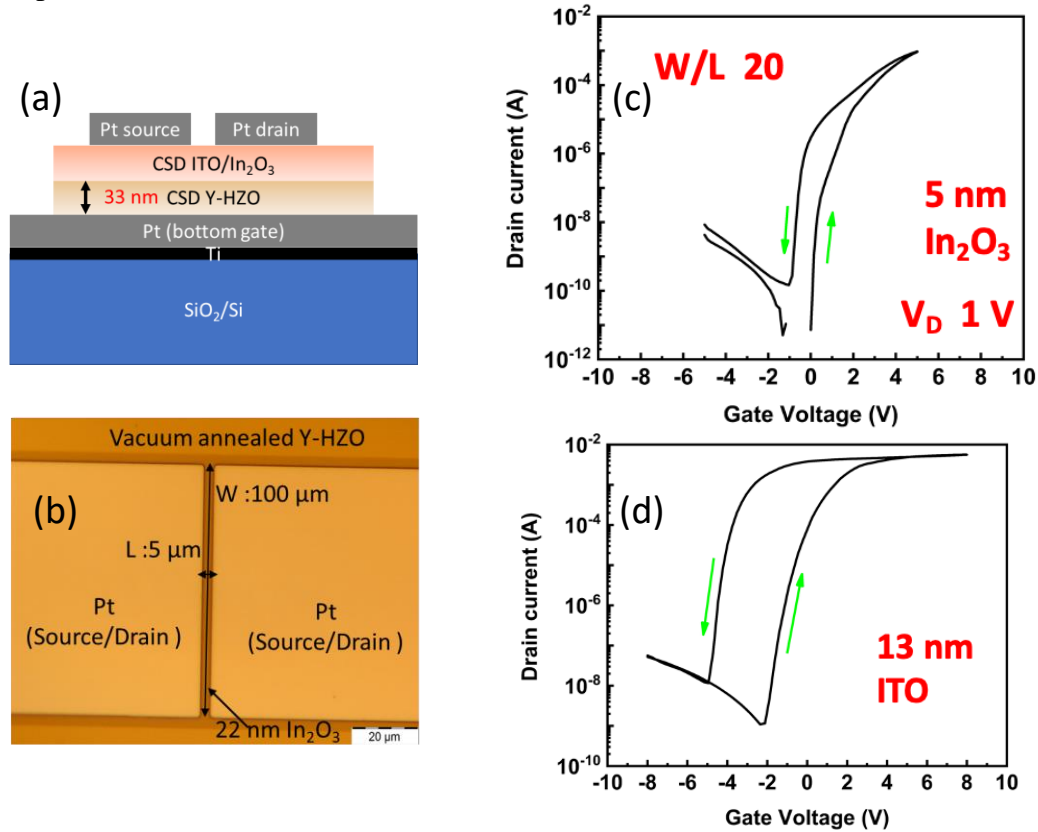 (a)
Pt source
Pt drain
CSD ITO/In₂O₃
33 nm CSD Y-HZO
Pt (bottom gate)
Ti
SiO₂/Si
(b)
Vacuum annealed Y-HZO
W :100 μm
L :5 μm
Pt
(Source/Drain )
Pt
(Source/Drain )
22 nm In₂O₃
20 μm
(c)
W/L 20
5 nm
In₂O₃
V_D 1 V
Drain current (A)
10⁻²
10⁻⁴
10⁻⁶
10⁻⁸
10⁻¹⁰
10⁻¹²
-10 -8 -6 -4 -2 0 2 4 6 8 10
Gate Voltage (V)
(d)
13 nm
ITO
Drain current (A)
10⁻²
10⁻⁴
10⁻⁶
10⁻⁸
10⁻¹⁰
-10 -8 -6 -4 -2 0 2 4 6 8 10
Gate Voltage (V)